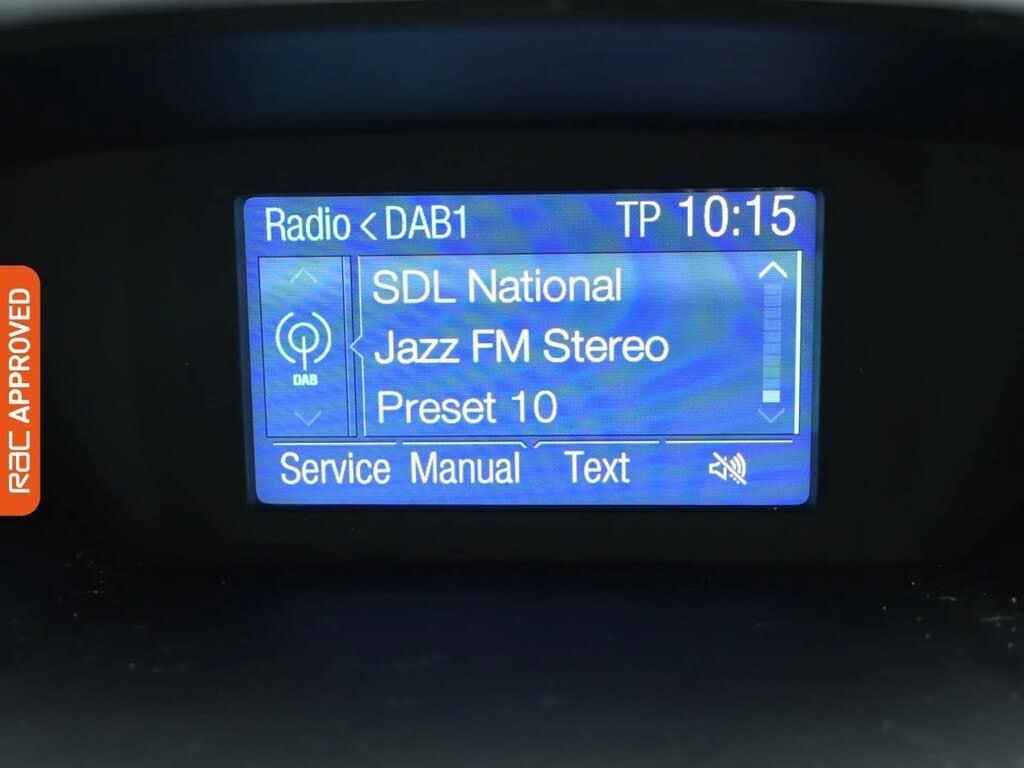 Radio < DAB1 TP 10:15
SDL National
Jazz FM Stereo
DAB
Preset 10
Service Manual Text
RAC APPROVED